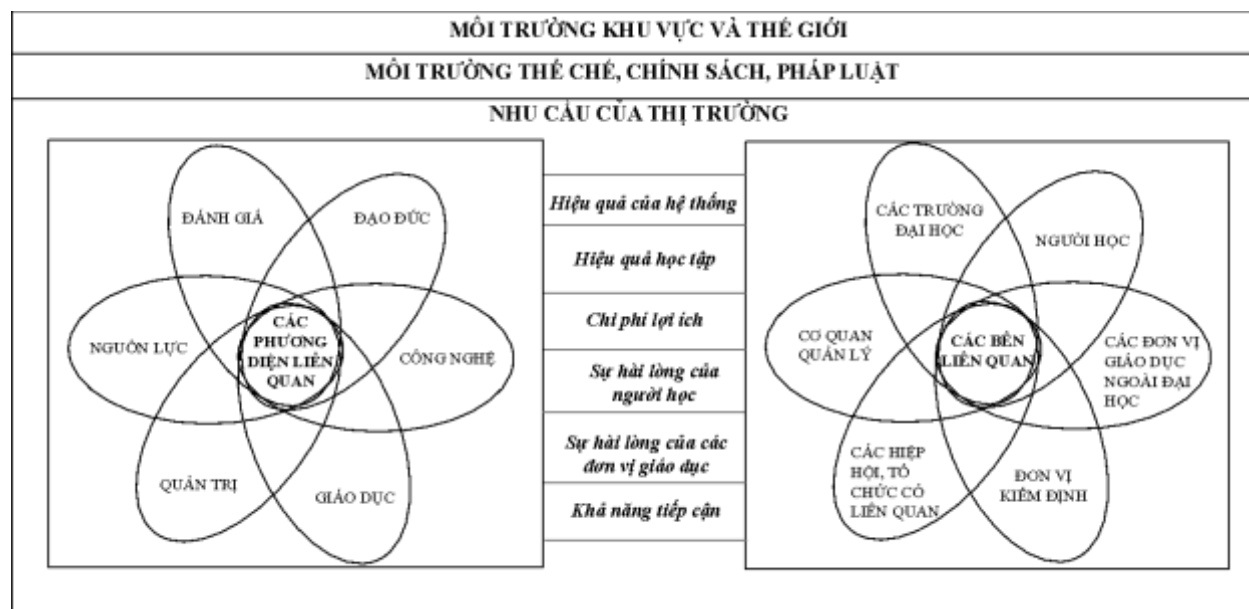 MÔI TRƯỜNG KHU VỰC VÀ THẾ GIỚI
MÔI TRƯỜNG THỂ CHẾ, CHÍNH SÁCH, PHÁP LUẬT
NHU CẦU CỦA THỊ TRƯỜNG
ĐÁNH GIÁ
ĐẠO ĐỨC
NGUỒN LỰC
CÁC
PHƯƠNG
DIỆN LIÊN
QUAN
CÔNG NGHỆ
QUẢN TRỊ
GIÁO DỤC
Hiệu quả của hệ thống
Hiệu quả học tập
Chi phí lợi ích
Sự hài lòng của
người học
Sự hài lòng của các
đơn vị giáo dục
Khả năng tiếp cận
CÁC TRƯỜNG
ĐẠI HỌC
NGƯỜI HỌC
CƠ QUAN
QUẢN LÝ
CÁC BÊN
LIÊN QUAN
CÁC ĐƠN VỊ
GIÁO DỤC
NGOÀI ĐẠI
HỌC
CÁC HIỆP
HỘI, TỔ
CHỨC CÓ
LIÊN QUAN
ĐƠN VỊ
KIỂM ĐỊNH